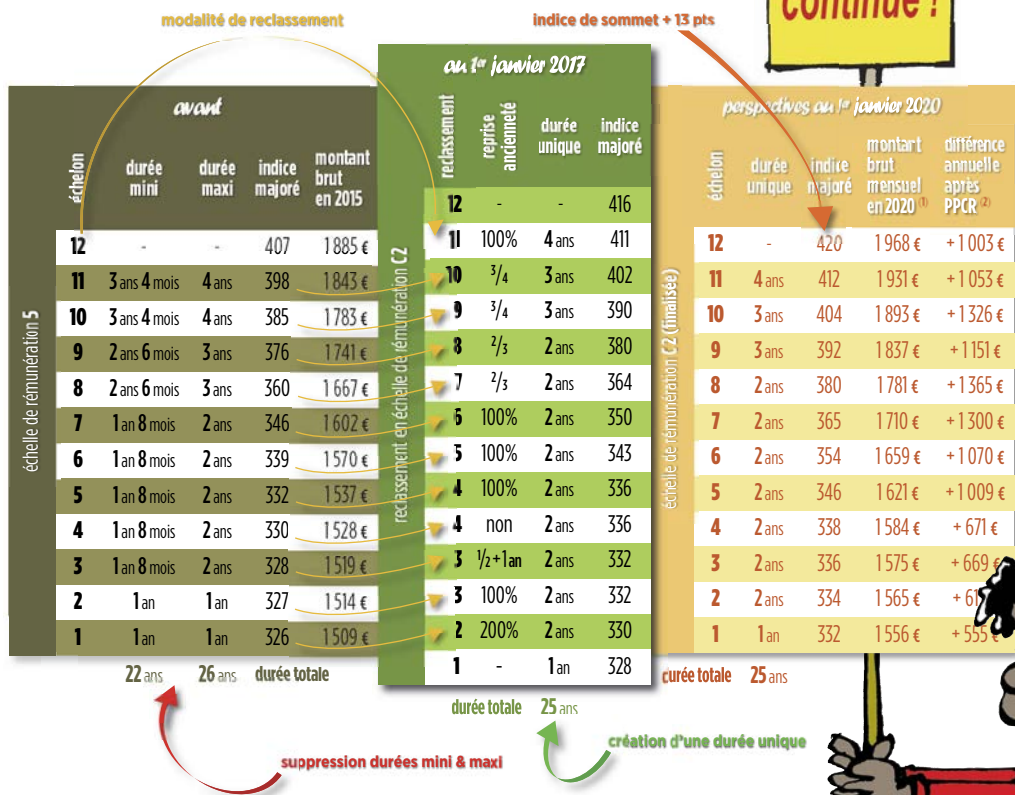 continue !
modalité de reclassement
indice de sommet + 13 pts
avant
échelon durée mini durée maxi indice majoré montant brut en 2015
échelle de rémunération 5
12 - - 407 1 885 €
11 3 ans 4 mois 4 ans 398 1 843 €
10 3 ans 4 mois 4 ans 385 1 783 €
9 2 ans 6 mois 3 ans 376 1 741 €
8 2 ans 6 mois 3 ans 360 1 667 €
7 1 an 8 mois 2 ans 346 1 602 €
6 1 an 8 mois 2 ans 339 1 570 €
5 1 an 8 mois 2 ans 332 1 537 €
4 1 an 8 mois 2 ans 330 1 528 €
3 1 an 8 mois 2 ans 328 1 519 €
2 1 an 1 an 327 1 514 €
1 1 an 1 an 326 1 509 €
22 ans 26 ans durée totale
suppression durées mini & maxi
au 1er janvier 2017
reclassement reprise ancienneté durée unique indice majoré
reclassement en échelle de rémunération C2
12 - - 416
11 100% 4 ans 411
10 3/4 3 ans 402
9 3/4 3 ans 390
8 2/3 2 ans 380
7 2/3 2 ans 364
6 100% 2 ans 350
5 100% 2 ans 343
4 100% 2 ans 336
4 non 2 ans 336
3 1/2 + 1 an 2 ans 332
3 100% 2 ans 332
2 200% 2 ans 330
1 - 1 an 328
durée totale 25 ans
création d'une durée unique
perspectives au 1er janvier 2020
échelon durée unique indice majoré montant brut mensuel en 2020 (1) différence annuelle après PPCR (2)
échelle de rémunération C2 (finalisée)
12 - 420 1 968 € + 1 003 €
11 4 ans 412 1 931 € + 1 053 €
10 3 ans 404 1 893 € + 1 326 €
9 3 ans 392 1 837 € + 1 151 €
8 2 ans 380 1 781 € + 1 365 €
7 2 ans 365 1 710 € + 1 300 €
6 2 ans 354 1 659 € + 1 070 €
5 2 ans 346 1 621 € + 1 009 €
4 2 ans 338 1 584 € + 671 €
3 2 ans 336 1 575 € + 669 €
2 2 ans 334 1 565 €
1 1 an 332 1 556 € + 555 €
durée totale 25 ans